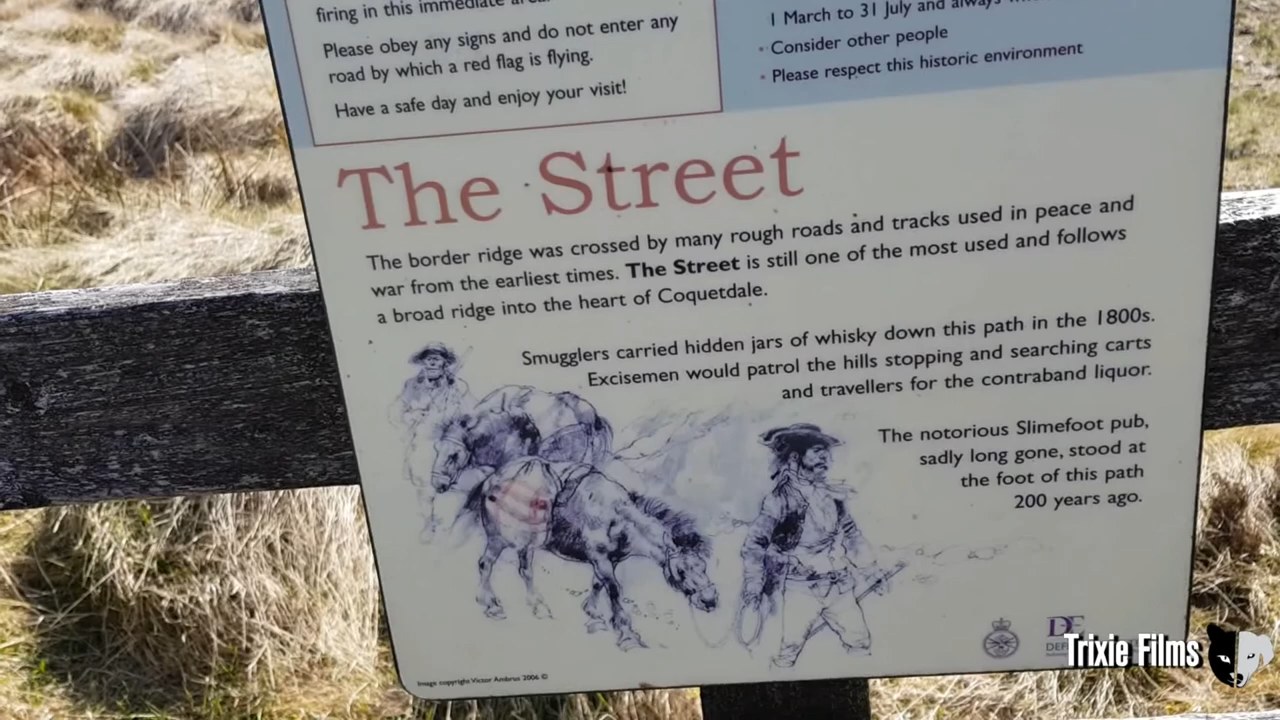 firing in this immediate area.
Please obey any signs and do not enter any
road by which a red flag is flying.
Have a safe day and enjoy your visit!
1 March to 31 July and always
• Consider other people
• Please respect this historic environment
The Street
The border ridge was crossed by many rough roads and tracks used in peace and
war from the earliest times. The Street is still one of the most used and follows
a broad ridge into the heart of Coquetdale.
Smugglers carried hidden jars of whisky down this path in the 1800s.
Excisemen would patrol the hills stopping and searching carts
and travellers for the contraband liquor.
The notorious Slimefoot pub,
sadly long gone, stood at
the foot of this path
200 years ago.
Image copyright Victor Ambrus 2006 ©
DE
Trixie Films